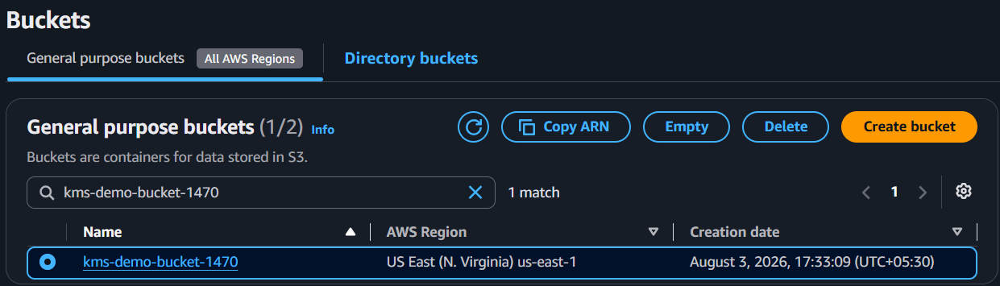 Buckets
General purpose buckets All AWS Regions Directory buckets
General purpose buckets (1/2) Info Copy ARN Empty Delete Create bucket
Buckets are containers for data stored in S3.
kms-demo-bucket-1470 1 match 1
Name AWS Region Creation date
kms-demo-bucket-1470 US East (N. Virginia) us-east-1 August 3, 2026, 17:33:09 (UTC+05:30)